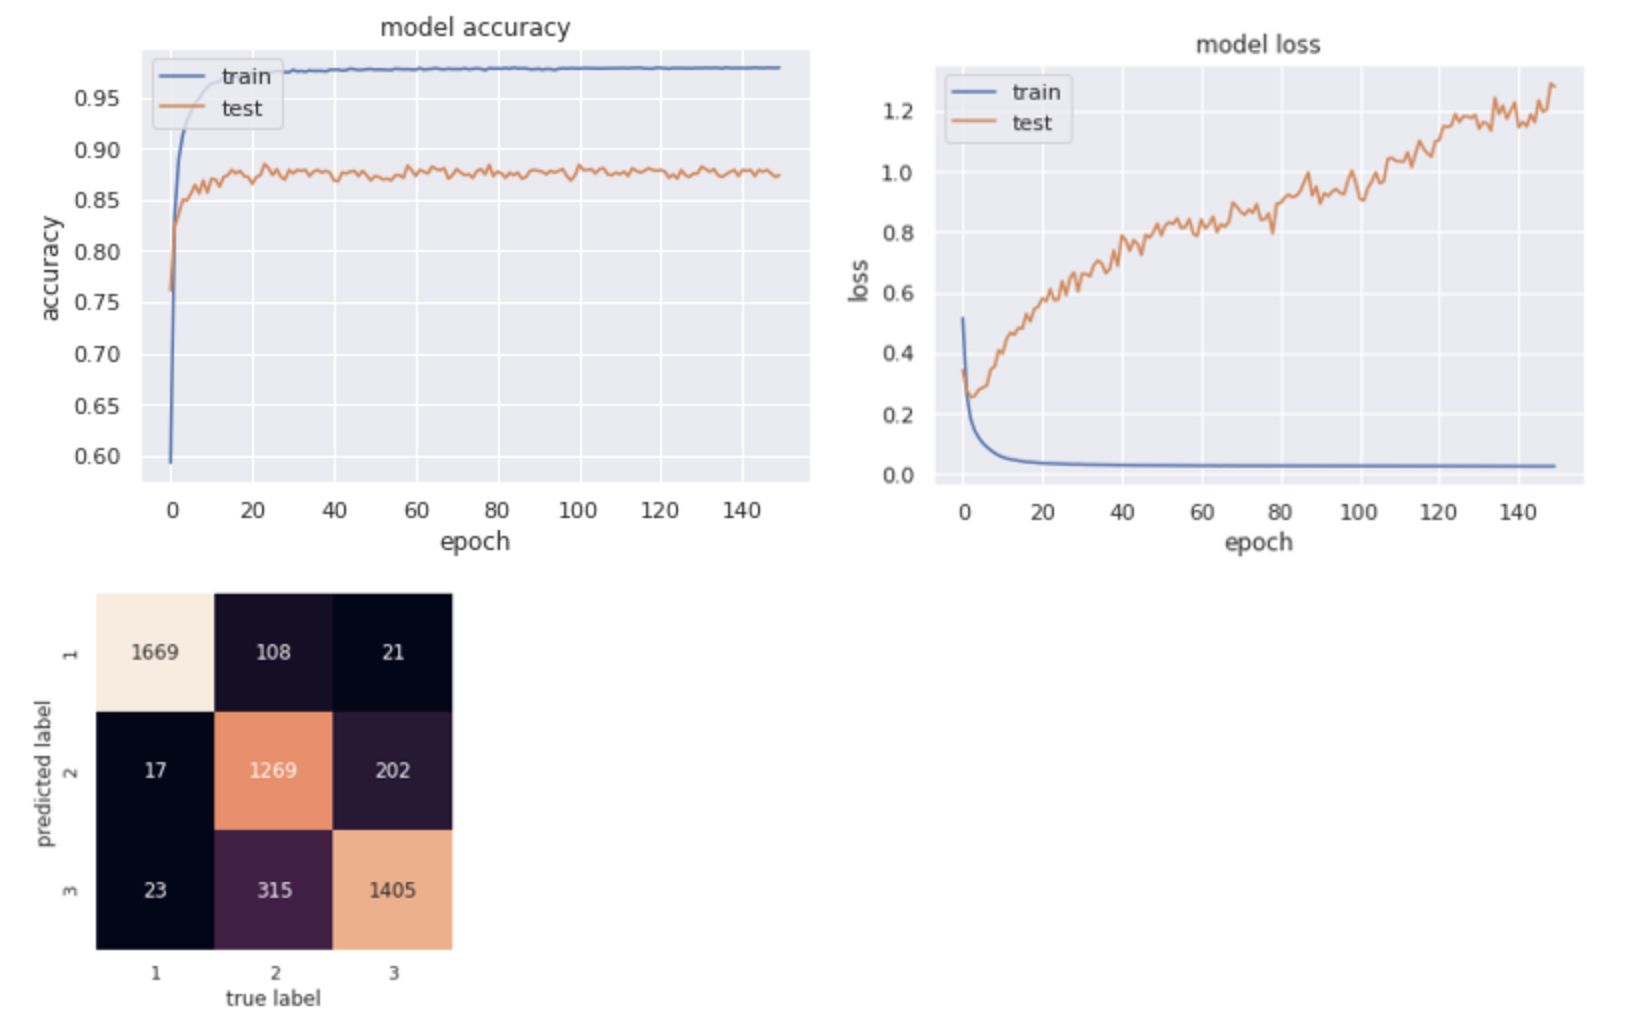 model accuracy
train
test
0.95
0.90
0.85
0.80
0.75
0.70
0.65
0.60
accuracy
0 20 40 60 80 100 120 140
epoch
model loss
train
test
1.2
1.0
0.8
0.6
0.4
0.2
0.0
loss
0 20 40 60 80 100 120 140
epoch
predicted label
1 1669 108 21
2 17 1269 202
3 23 315 1405
1 2 3
true label